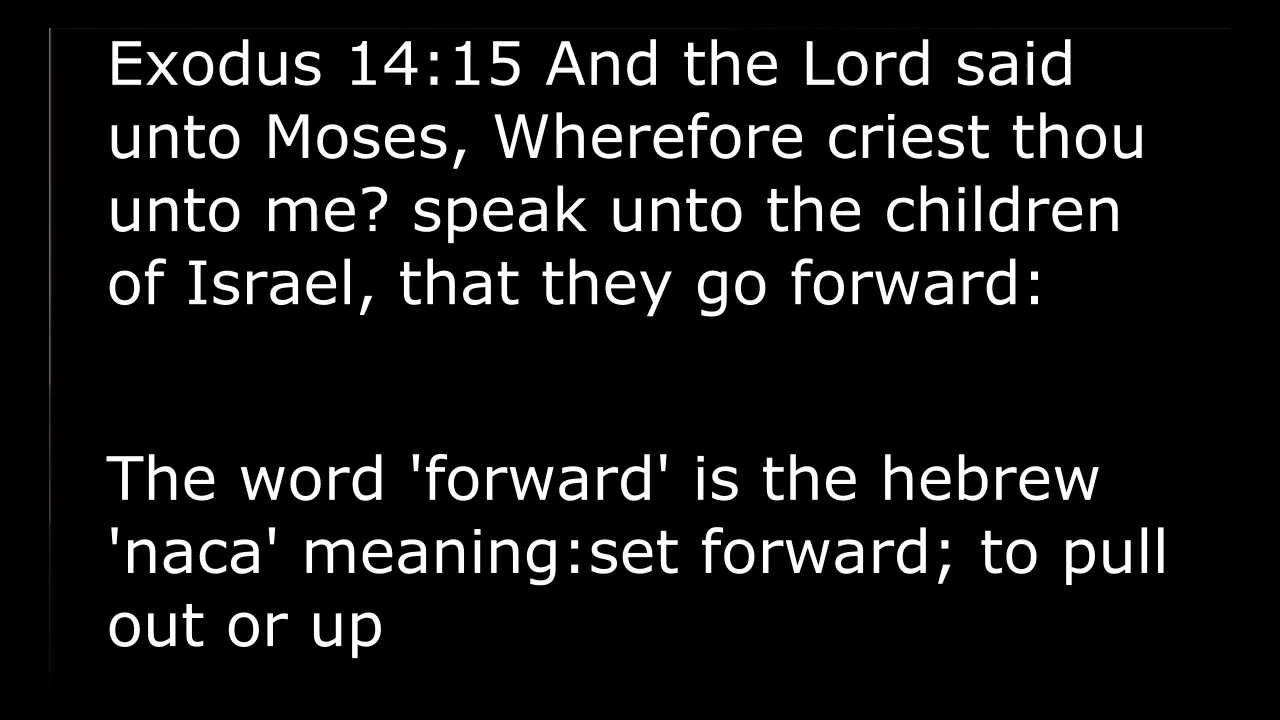 Exodus 14:15 And the Lord said
unto Moses, Wherefore criest thou
unto me? speak unto the children
of Israel, that they go forward:
The word 'forward' is the hebrew
'naca' meaning:set forward; to pull
out or up